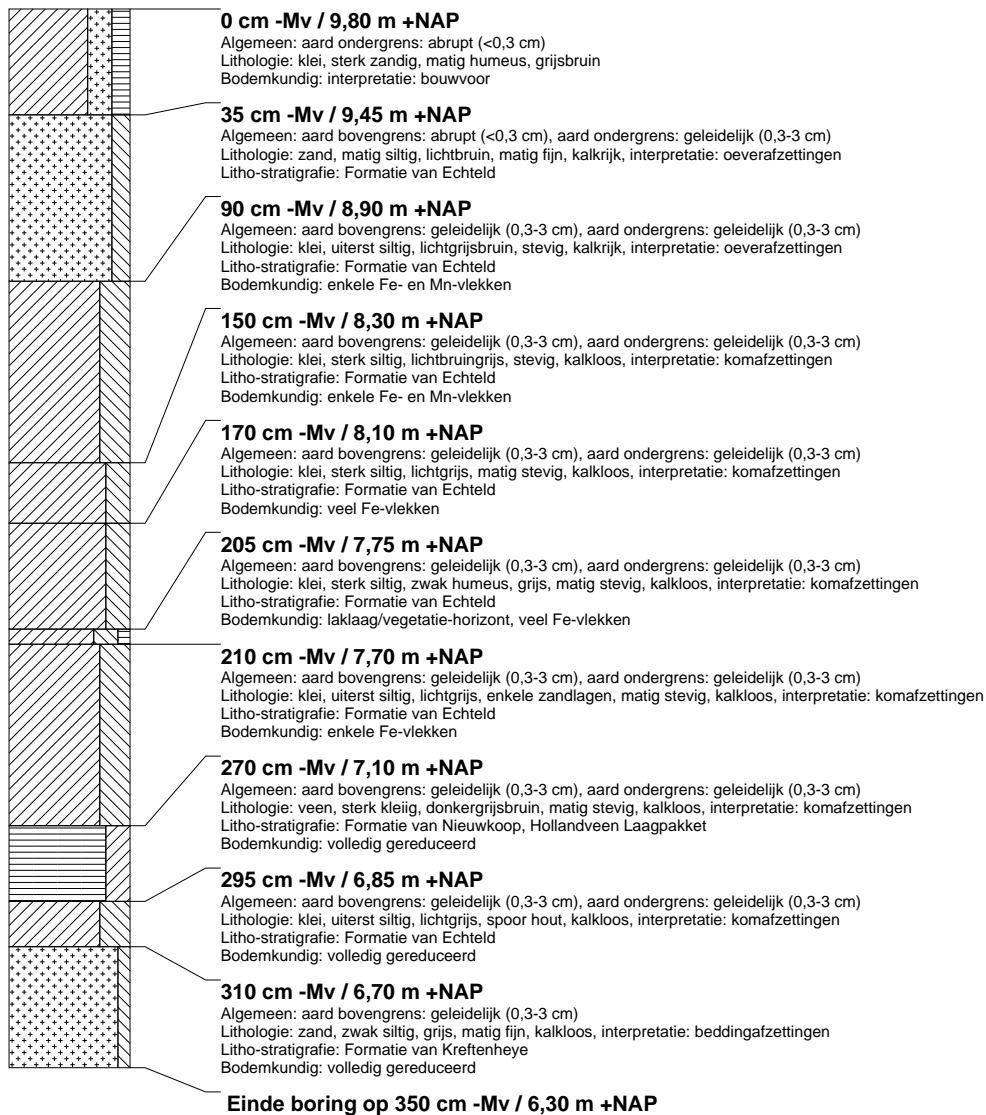 0 cm -Mv / 9,80 m +NAP
Algemeen: aard ondergrens: abrupt (<0,3 cm)
Lithologie: klei, sterk zandig, matig humeus, grijsbruin
Bodemkundig: interpretatie: bouwvoor
35 cm -Mv / 9,45 m +NAP
Algemeen: aard bovengrens: abrupt (<0,3 cm), aard ondergrens: geleidelijk (0,3-3 cm)
Lithologie: zand, matig siltig, lichtbruin, matig fijn, kalkrijk, interpretatie: oeverafzettingen
Litho-stratigrafie: Formatie van Echteld
90 cm -Mv / 8,90 m +NAP
Algemeen: aard bovengrens: geleidelijk (0,3-3 cm), aard ondergrens: geleidelijk (0,3-3 cm)
Lithologie: klei, uiterst siltig, lichtgrijsbruin, stevig, kalkrijk, interpretatie: oeverafzettingen
Litho-stratigrafie: Formatie van Echteld
Bodemkundig: enkele Fe- en Mn-vlekken
150 cm -Mv / 8,30 m +NAP
Algemeen: aard bovengrens: geleidelijk (0,3-3 cm), aard ondergrens: geleidelijk (0,3-3 cm)
Lithologie: klei, sterk siltig, lichtbruingrijs, stevig, kalkloos, interpretatie: komafzettingen
Litho-stratigrafie: Formatie van Echteld
Bodemkundig: enkele Fe- en Mn-vlekken
170 cm -Mv / 8,10 m +NAP
Algemeen: aard bovengrens: geleidelijk (0,3-3 cm), aard ondergrens: geleidelijk (0,3-3 cm)
Lithologie: klei, sterk siltig, lichtgrijs, matig stevig, kalkloos, interpretatie: komafzettingen
Litho-stratigrafie: Formatie van Echteld
Bodemkundig: veel Fe-vlekken
205 cm -Mv / 7,75 m +NAP
Algemeen: aard bovengrens: geleidelijk (0,3-3 cm), aard ondergrens: geleidelijk (0,3-3 cm)
Lithologie: klei, sterk siltig, zwak humeus, grijs, matig stevig, kalkloos, interpretatie: komafzettingen
Litho-stratigrafie: Formatie van Echteld
Bodemkundig: laklaag/vegetatie-horizont, veel Fe-vlekken
210 cm -Mv / 7,70 m +NAP
Algemeen: aard bovengrens: geleidelijk (0,3-3 cm), aard ondergrens: geleidelijk (0,3-3 cm)
Lithologie: klei, uiterst siltig, lichtgrijs, enkele zandlagen, matig stevig, kalkloos, interpretatie: komafzettingen
Litho-stratigrafie: Formatie van Echteld
Bodemkundig: enkele Fe-vlekken
270 cm -Mv / 7,10 m +NAP
Algemeen: aard bovengrens: geleidelijk (0,3-3 cm), aard ondergrens: geleidelijk (0,3-3 cm)
Lithologie: veen, sterk kleiig, donkergrijsbruin, matig stevig, kalkloos, interpretatie: komafzettingen
Litho-stratigrafie: Formatie van Nieuwkoop, Hollandveen Laagpakket
Bodemkundig: volledig gereduceerd
295 cm -Mv / 6,85 m +NAP
Algemeen: aard bovengrens: geleidelijk (0,3-3 cm), aard ondergrens: geleidelijk (0,3-3 cm)
Lithologie: klei, uiterst siltig, lichtgrijs, spoor hout, kalkloos, interpretatie: komafzettingen
Litho-stratigrafie: Formatie van Echteld
Bodemkundig: volledig gereduceerd
310 cm -Mv / 6,70 m +NAP
Algemeen: aard bovengrens: geleidelijk (0,3-3 cm)
Lithologie: zand, zwak siltig, grijs, matig fijn, kalkloos, interpretatie: beddingafzettingen
Litho-stratigrafie: Formatie van Kreftenheye
Bodemkundig: volledig gereduceerd
Einde boring op 350 cm -Mv / 6,30 m +NAP